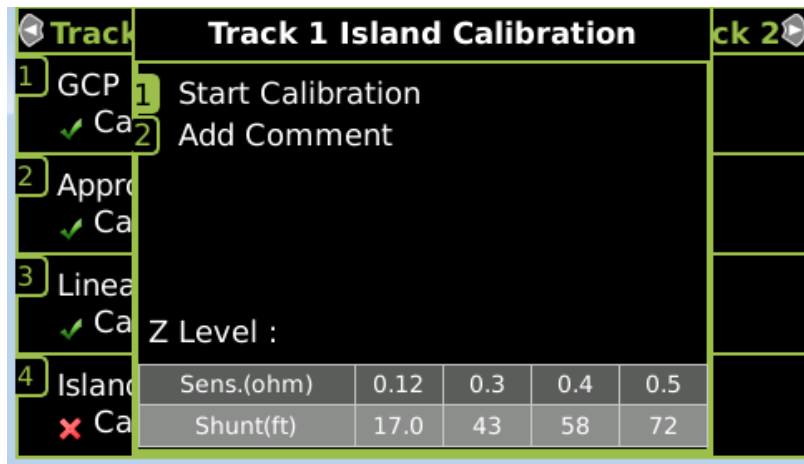 Track
Track 1 Island Calibration
ck 2
1 GCP
Ca
1 Start Calibration
2 Add Comment
2 Appro
Ca
3 Linea
Ca
Z Level :
4 Island
Ca
Sens.(ohm) 0.12 0.3 0.4 0.5
Shunt(ft) 17.0 43 58 72